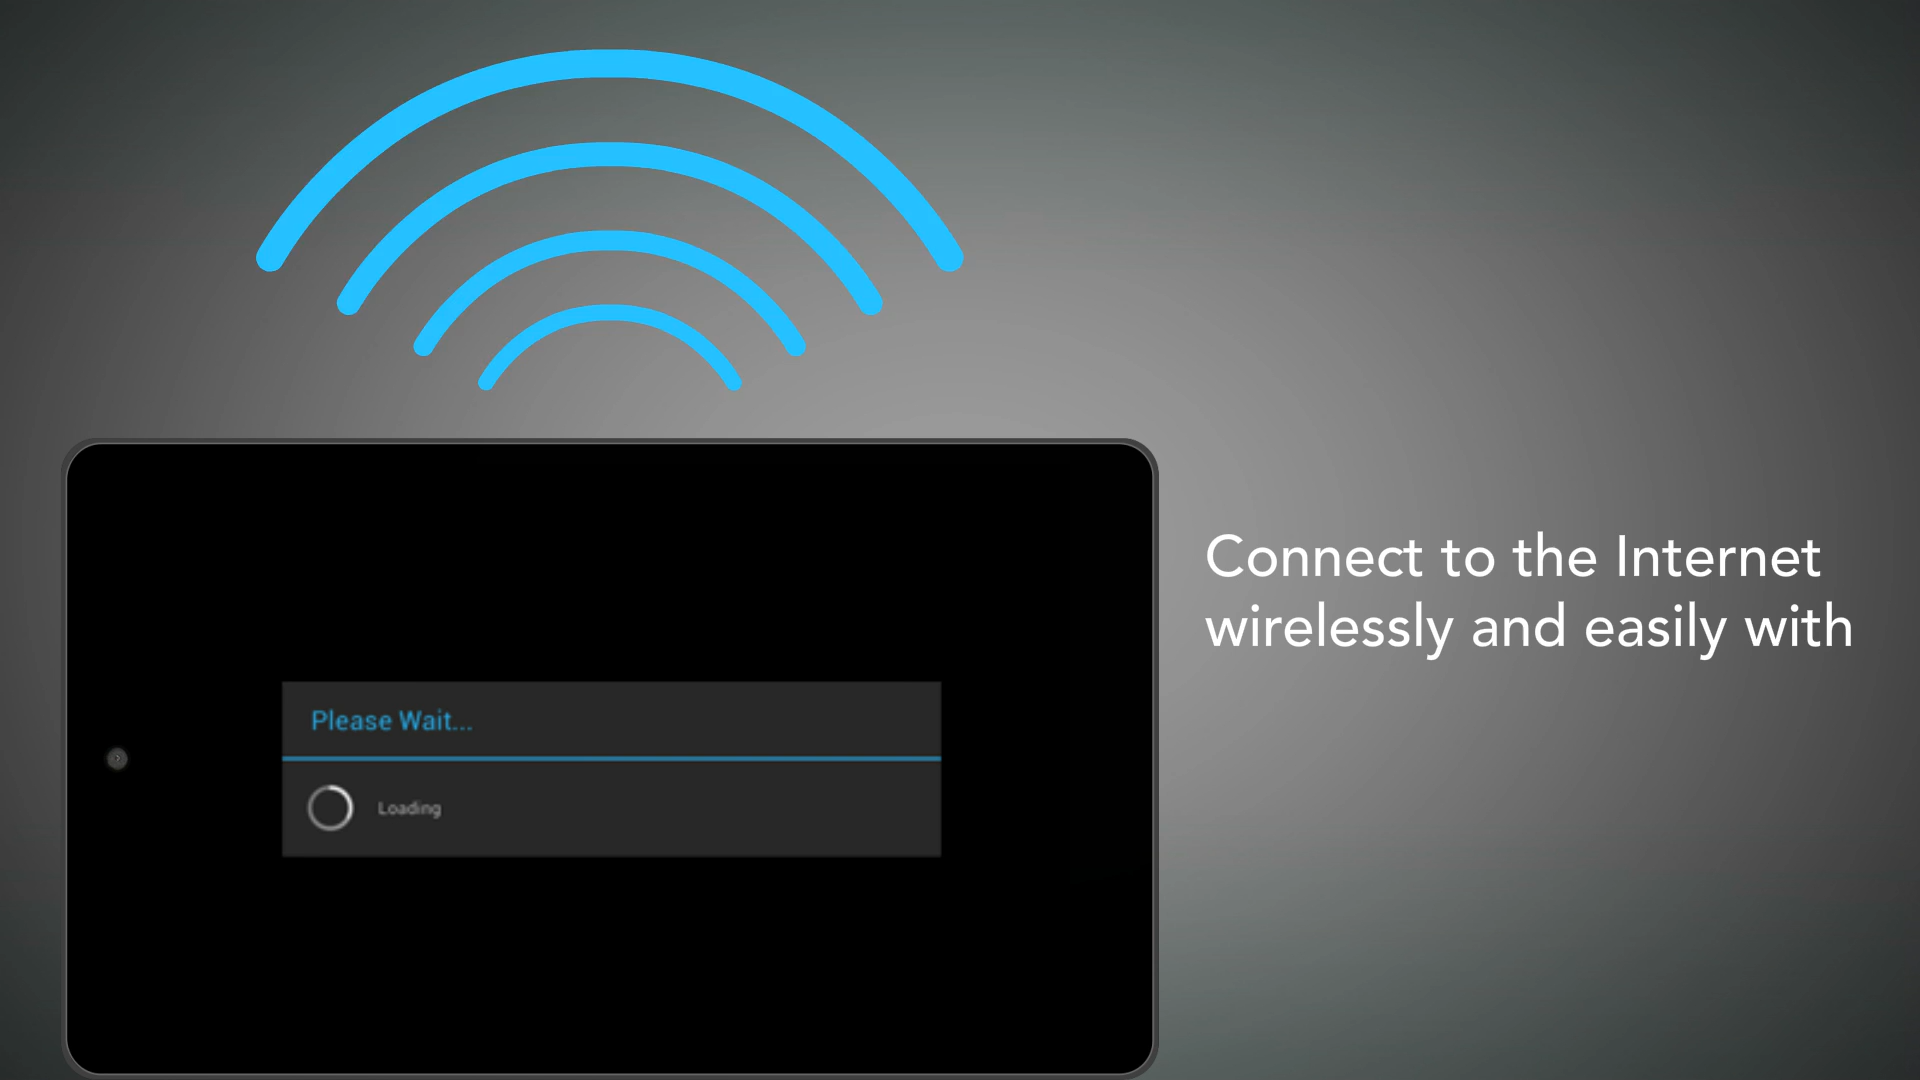 Connect to the Internet
wirelessly and easily with
Please Wait...
Loading